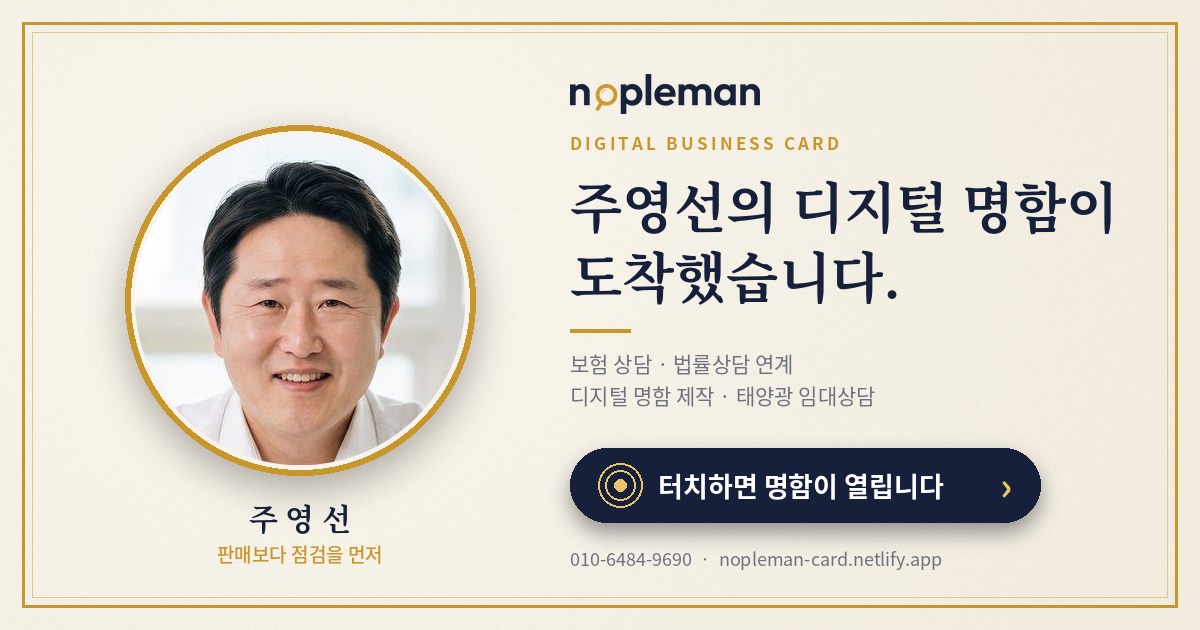 nopleman
DIGITAL BUSINESS CARD
주영선의 디지털 명함이
도착했습니다.
보험 상담 · 법률상담 연계
디지털 명함 제작 · 태양광 임대상담
터치하면 명함이 열립니다 ›
010-6484-9690 · nopleman-card.netlify.app
주영선
판매보다 점검을 먼저